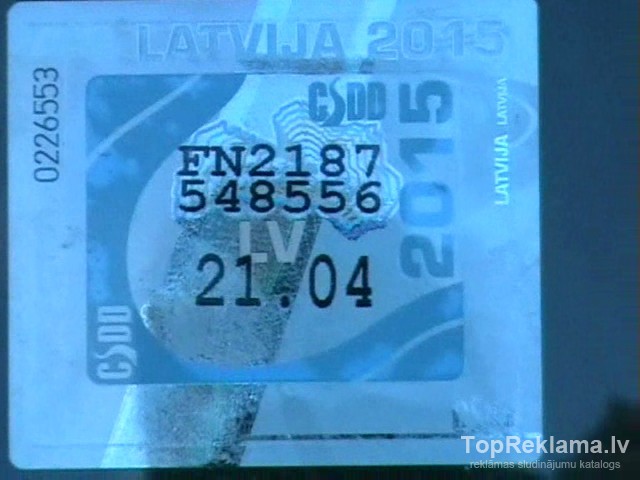 LATVIJA 2015
0226553
CSDD
2015
LATVIJA LATVIJA
FN2187
548556
LV
21.04
CSDD
TopReklama.lv
reklāmas sludinājumu katalogs